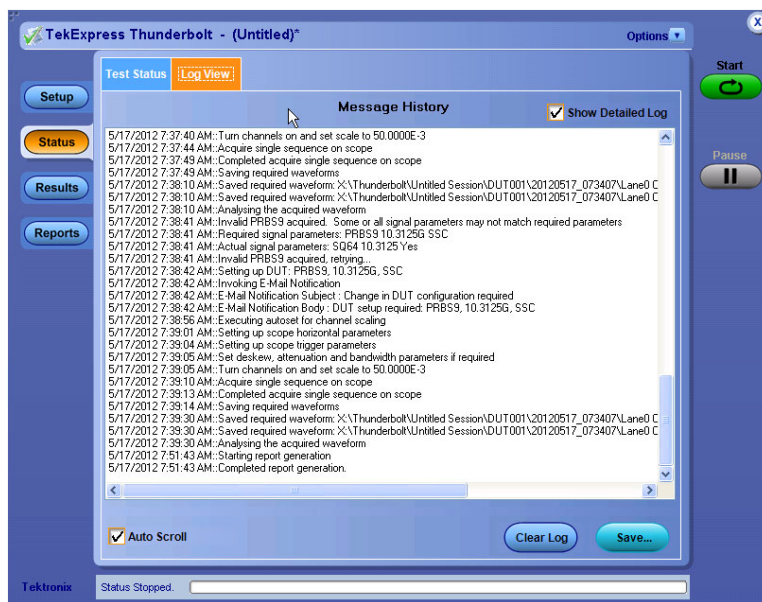 TekExpress Thunderbolt - (Untitled)*
Options
x
Test Status
Log View
Start
Setup
Message History
Show Detailed Log
Status
5/17/2012 7:37:40 AM::Turn channels on and set scale to 50.0000E-3
5/17/2012 7:37:44 AM::Acquire single sequence on scope
5/17/2012 7:37:49 AM::Completed acquire single sequence on scope
5/17/2012 7:37:49 AM::Saving required waveforms
5/17/2012 7:38:10 AM::Saved required waveform: X:\Thunderbolt\Untitled Session\DUT001\20120517_073407\Lane0 C
5/17/2012 7:38:10 AM::Saved required waveform: X:\Thunderbolt\Untitled Session\DUT001\20120517_073407\Lane0 C
5/17/2012 7:38:10 AM::Analysing the acquired waveform
5/17/2012 7:38:41 AM::Invalid PRBS9 acquired. Some or all signal parameters may not match required parameters
5/17/2012 7:38:41 AM::Required signal parameters: PRBS9 10.3125G SSC
5/17/2012 7:38:41 AM::Actual signal parameters: SQ64 10.3125 Yes
5/17/2012 7:38:41 AM::Invalid PRBS9 acquired, retrying...
5/17/2012 7:38:42 AM::Setting up DUT: PRBS9, 10.3125G, SSC
5/17/2012 7:38:42 AM::Invoking E-Mail Notification
5/17/2012 7:38:42 AM::E-Mail Notification Subject : Change in DUT configuration required
5/17/2012 7:38:42 AM::E-Mail Notification Body : DUT setup required: PRBS9, 10.3125G, SSC
5/17/2012 7:38:56 AM::Executing autoset for channel scaling
5/17/2012 7:39:01 AM::Setting up scope horizontal parameters
5/17/2012 7:39:04 AM::Setting up scope trigger parameters
5/17/2012 7:39:05 AM::Set deskew, attenuation and bandwidth parameters if required
5/17/2012 7:39:05 AM::Turn channels on and set scale to 50.0000E-3
5/17/2012 7:39:10 AM::Acquire single sequence on scope
5/17/2012 7:39:13 AM::Completed acquire single sequence on scope
5/17/2012 7:39:14 AM::Saving required waveforms
5/17/2012 7:39:30 AM::Saved required waveform: X:\Thunderbolt\Untitled Session\DUT001\20120517_073407\Lane0 C
5/17/2012 7:39:30 AM::Saved required waveform: X:\Thunderbolt\Untitled Session\DUT001\20120517_073407\Lane0 C
5/17/2012 7:39:30 AM::Analysing the acquired waveform
5/17/2012 7:51:43 AM::Starting report generation
5/17/2012 7:51:43 AM::Completed report generation.
Pause
Results
Reports
Auto Scroll
Clear Log
Save...
Tektronix
Status Stopped.